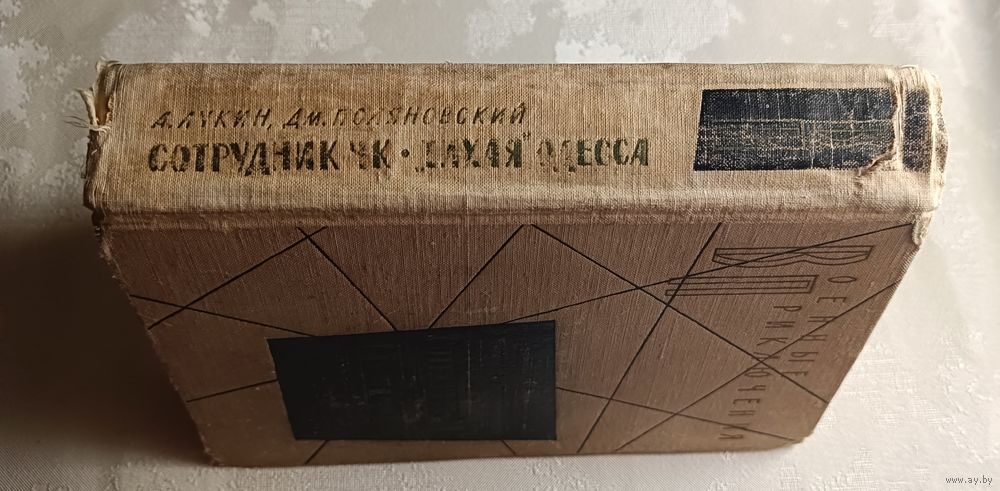 А. ЛУКИН, ДМ. ПОЛЯНОВСКИЙ
СОТРУДНИК ЧК • „ТИХАЯ" ОДЕССА
ВОЕННЫЕ
ПРИКЛЮЧЕНИЯ
www.ay.by